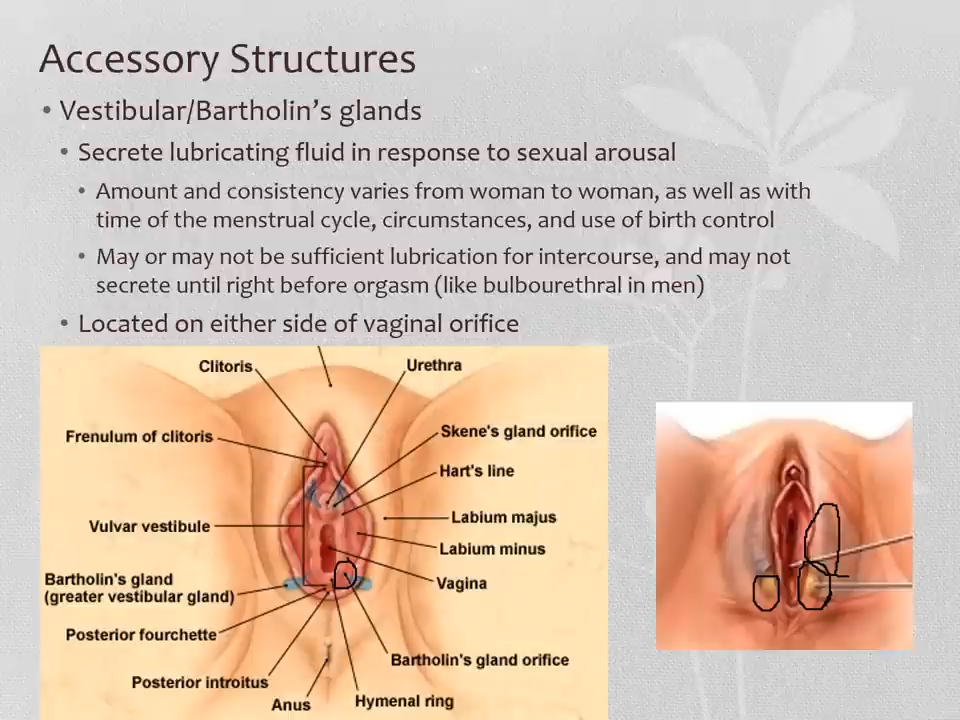 Accessory Structures
• Vestibular/Bartholin's glands
• Secrete lubricating fluid in response to sexual arousal
• Amount and consistency varies from woman to woman, as well as with
time of the menstrual cycle, circumstances, and use of birth control
• May or may not be sufficient lubrication for intercourse, and may not
secrete until right before orgasm (like bulbourethral in men)
• Located on either side of vaginal orifice
Clitoris
Urethra
Frenulum of clitoris
Skene's gland orifice
Hart's line
Vulvar vestibule
Labium majus
Labium minus
Bartholin's gland
(greater vestibular gland)
Vagina
Posterior fourchette
Bartholin's gland orifice
Posterior introitus
Anus
Hymenal ring